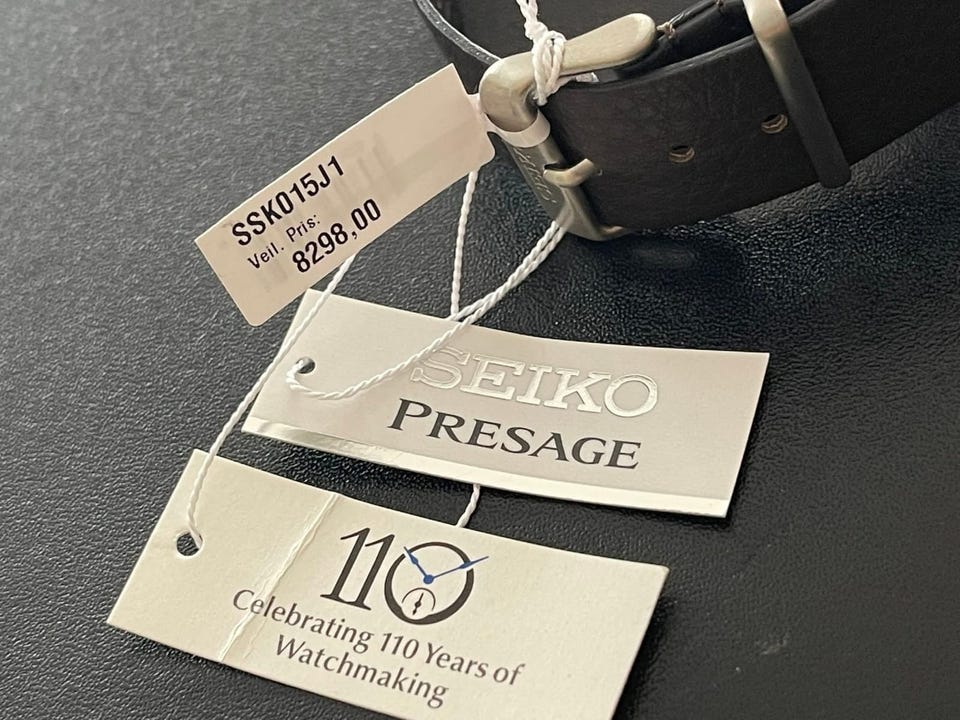 SSK015J1
Veil. Pris:
8298,00
SEIKO
PRESAGE
110
Celebrating 110 Years of
Watchmaking